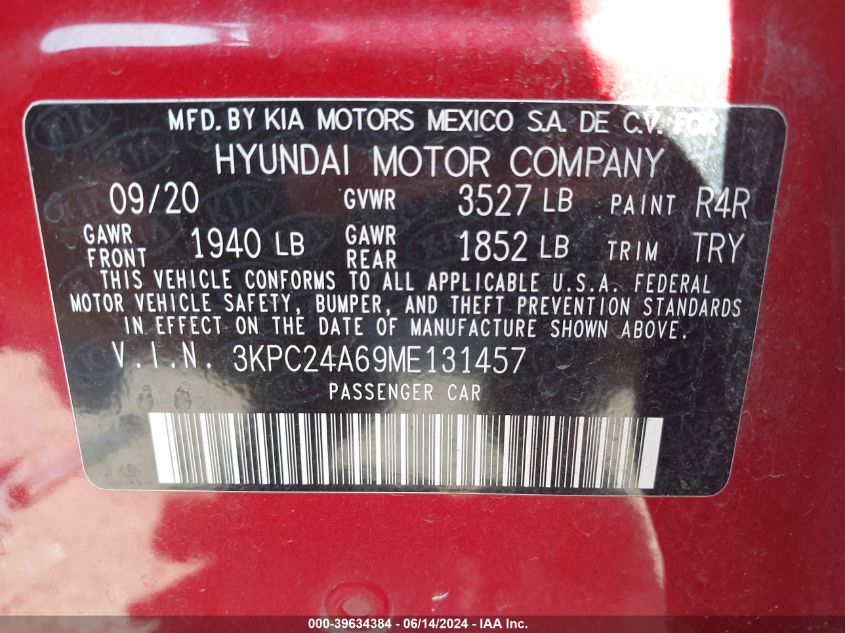 MFD. BY KIA MOTORS MEXICO S.A. DE C.V. FOR
HYUNDAI MOTOR COMPANY
09/20 GVWR 3527 LB PAINT R4R
GAWR FRONT 1940 LB GAWR REAR 1852 LB TRIM TRY
THIS VEHICLE CONFORMS TO ALL APPLICABLE U.S.A. FEDERAL
MOTOR VEHICLE SAFETY, BUMPER, AND THEFT PREVENTION STANDARDS
IN EFFECT ON THE DATE OF MANUFACTURE SHOWN ABOVE.
V.I.N. 3KPC24A69ME131457
PASSENGER CAR
000-39634384 - 06/14/2024 - IAA Inc.